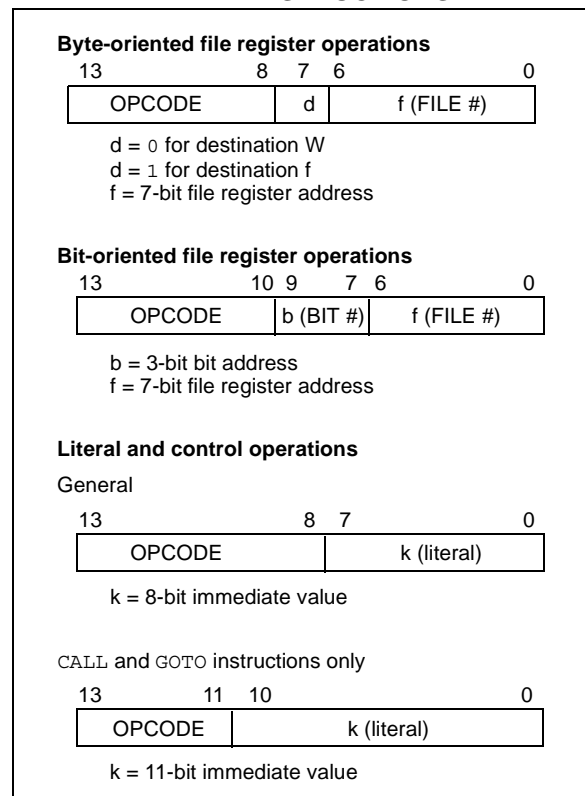 Byte-oriented file register operations
13 8 7 6 0
OPCODE d f (FILE #)
d = 0 for destination W
d = 1 for destination f
f = 7-bit file register address
Bit-oriented file register operations
13 10 9 7 6 0
OPCODE b (BIT #) f (FILE #)
b = 3-bit bit address
f = 7-bit file register address
Literal and control operations
General
13 8 7 0
OPCODE k (literal)
k = 8-bit immediate value
CALL and GOTO instructions only
13 11 10 0
OPCODE k (literal)
k = 11-bit immediate value